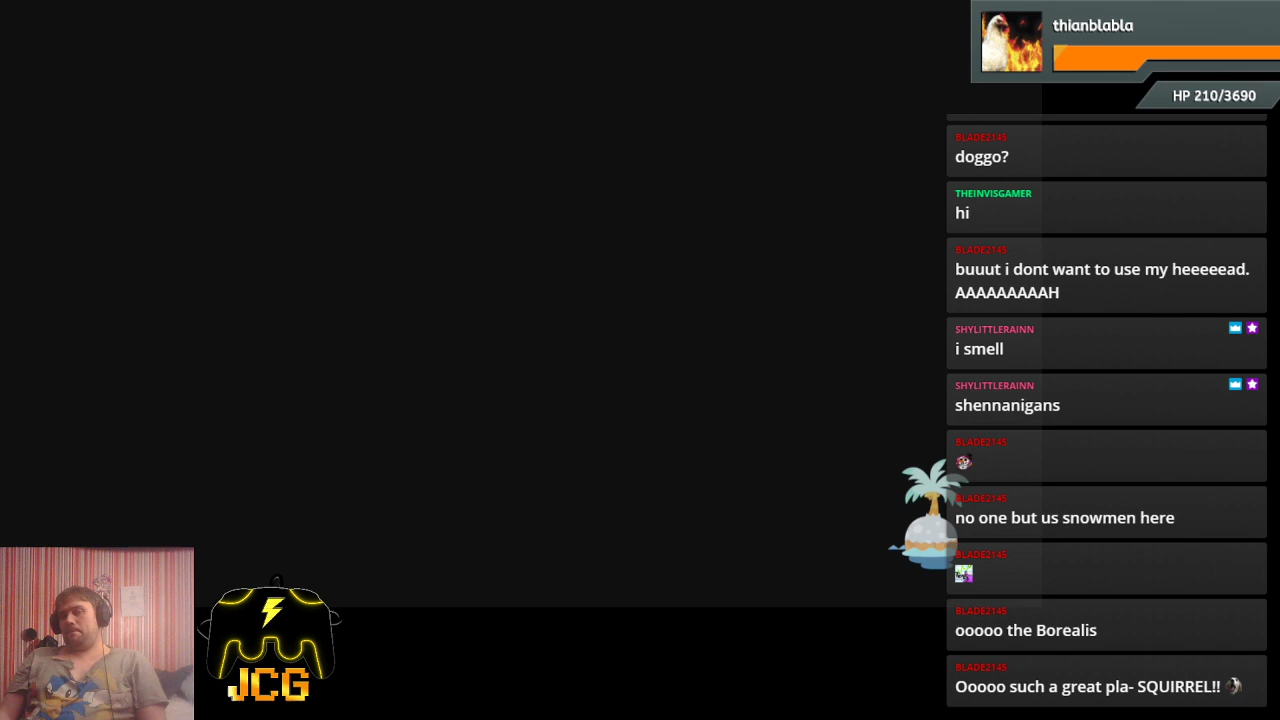 thianblabla
HP 210/3690
BLADE2145
doggo?
THEINVISGAMER
hi
BLADE2145
buuut i dont want to use my heeeeead.
AAAAAAAAAH
SHYLITTLERAINN
i smell
SHYLITTLERAINN
shennanigans
BLADE2145
BLADE2145
no one but us snowmen here
BLADE2145
BLADE2145
ooooo the Borealis
BLADE2145
Ooooo such a great pla- SQUIRREL!!
JCG